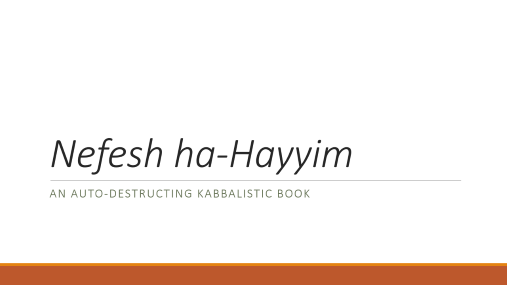 Nefesh ha-Hayyim
AN AUTO-DESTRUCTING KABBALISTIC BOOK